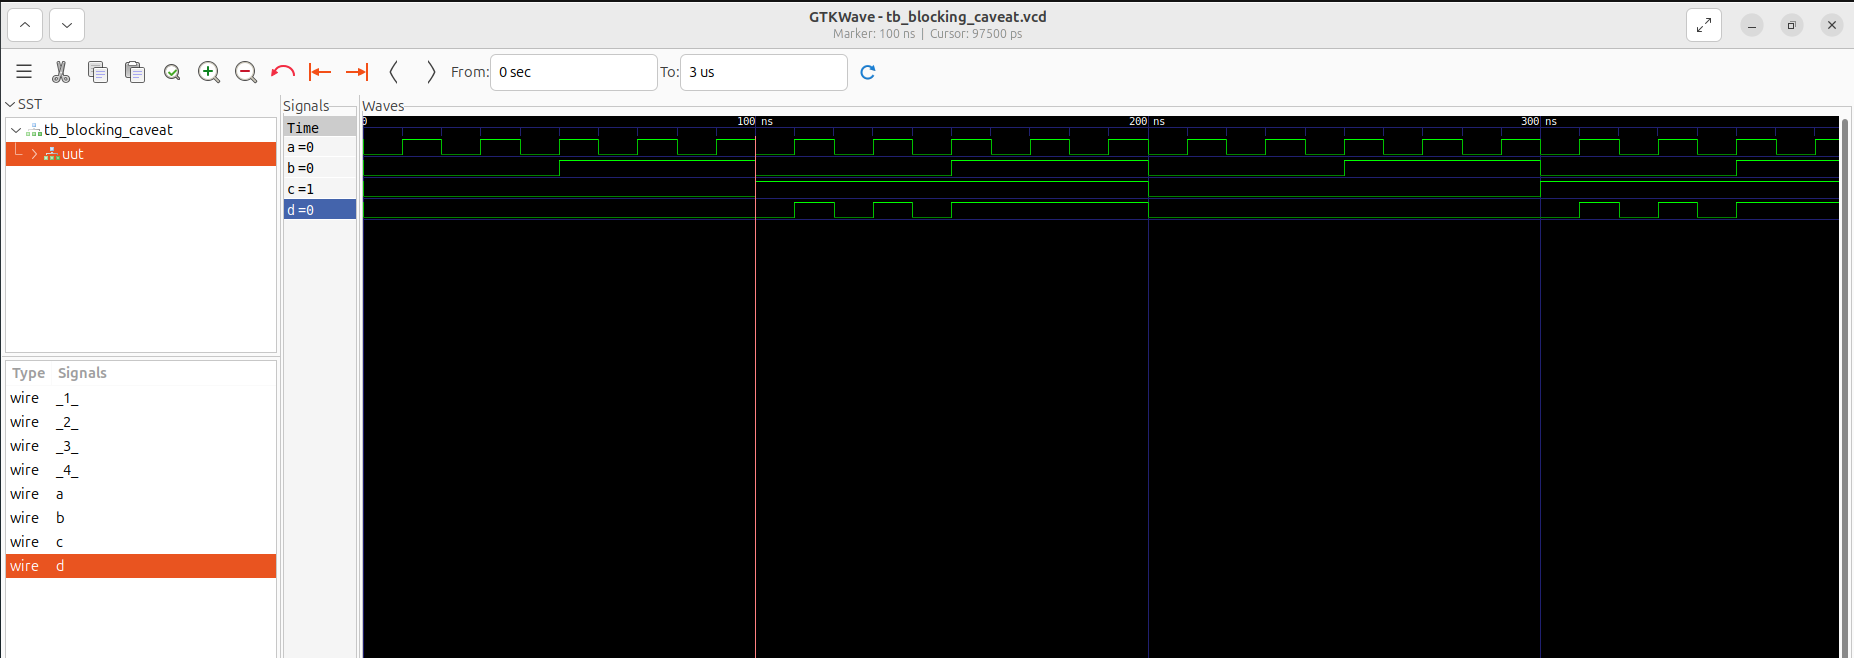 GTKWave - tb_blocking_caveat.vcd
Marker: 100 ns | Cursor: 97500 ps
From: 0 sec To: 3 us
SST
tb_blocking_caveat
uut
Type Signals
wire _1_
wire _2_
wire _3_
wire _4_
wire a
wire b
wire c
wire d
Signals
Time
a =0
b =0
c =1
d =0
Waves
0 100 ns 200 ns 300 ns